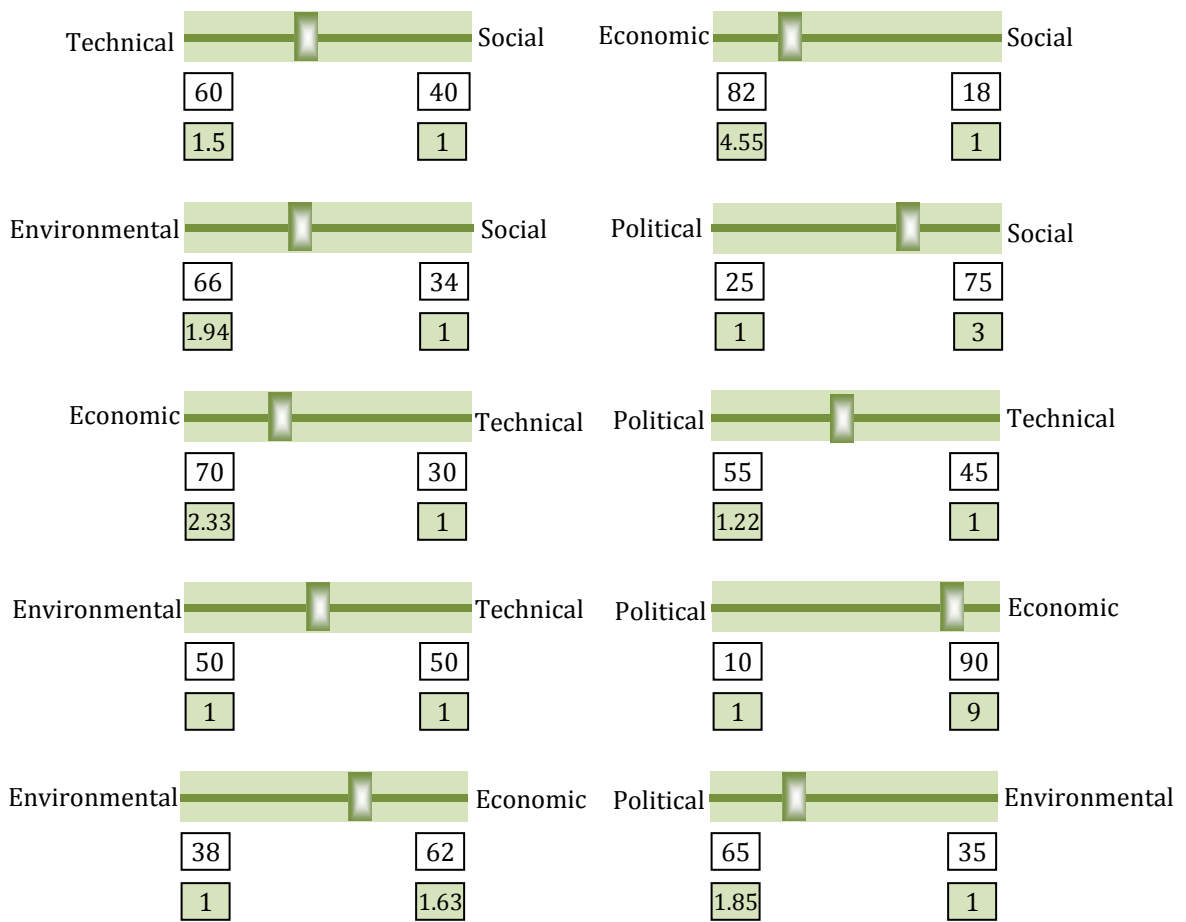 Technical Social
60 40
1.5 1
Economic Social
82 18
4.55 1
Environmental Social
66 34
1.94 1
Political Social
25 75
1 3
Economic Technical
70 30
2.33 1
Political Technical
55 45
1.22 1
Environmental Technical
50 50
1 1
Political Economic
10 90
1 9
Environmental Economic
38 62
1 1.63
Political Environmental
65 35
1.85 1